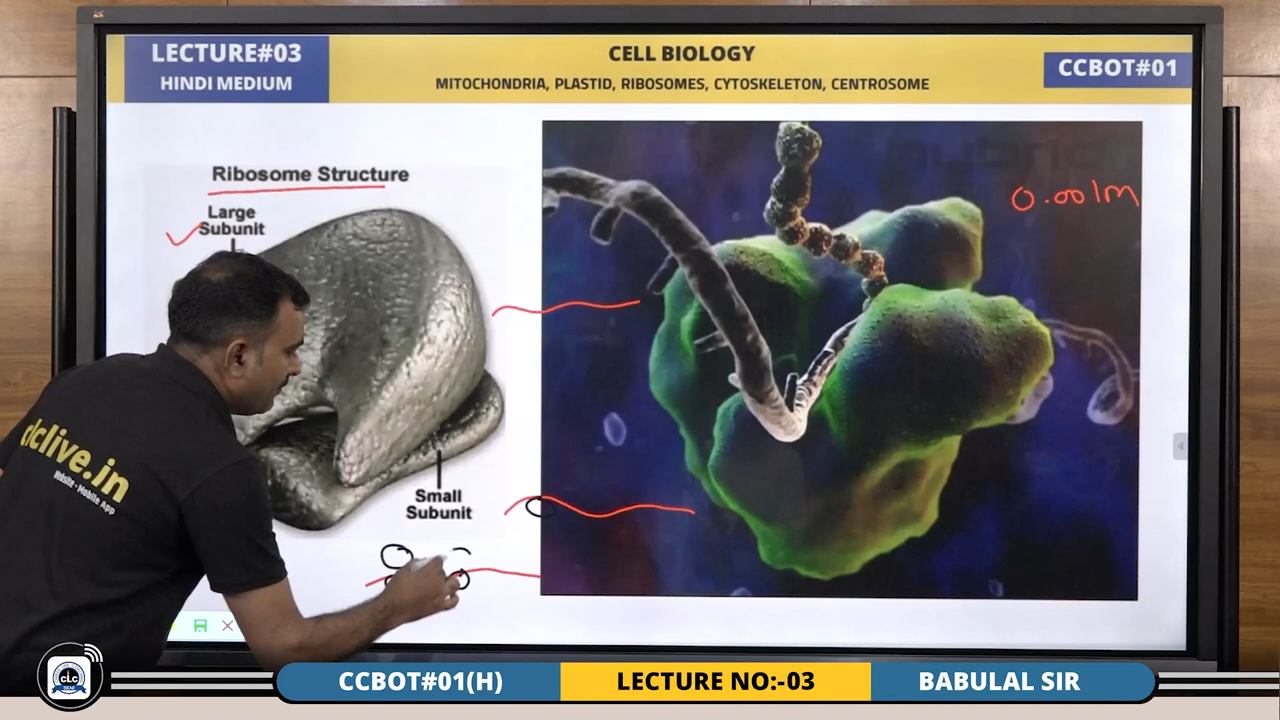 LECTURE#03
HINDI MEDIUM
CELL BIOLOGY
MITOCHONDRIA, PLASTID, RIBOSOMES, CYTOSKELETON, CENTROSOME
CCBOT#01
Ribosome Structure
Large
Subunit
0.001m
Small
Subunit
clclive.in
Website - Mobile App
CLC
CCBOT#01(H)
LECTURE NO:-03
BABULAL SIR